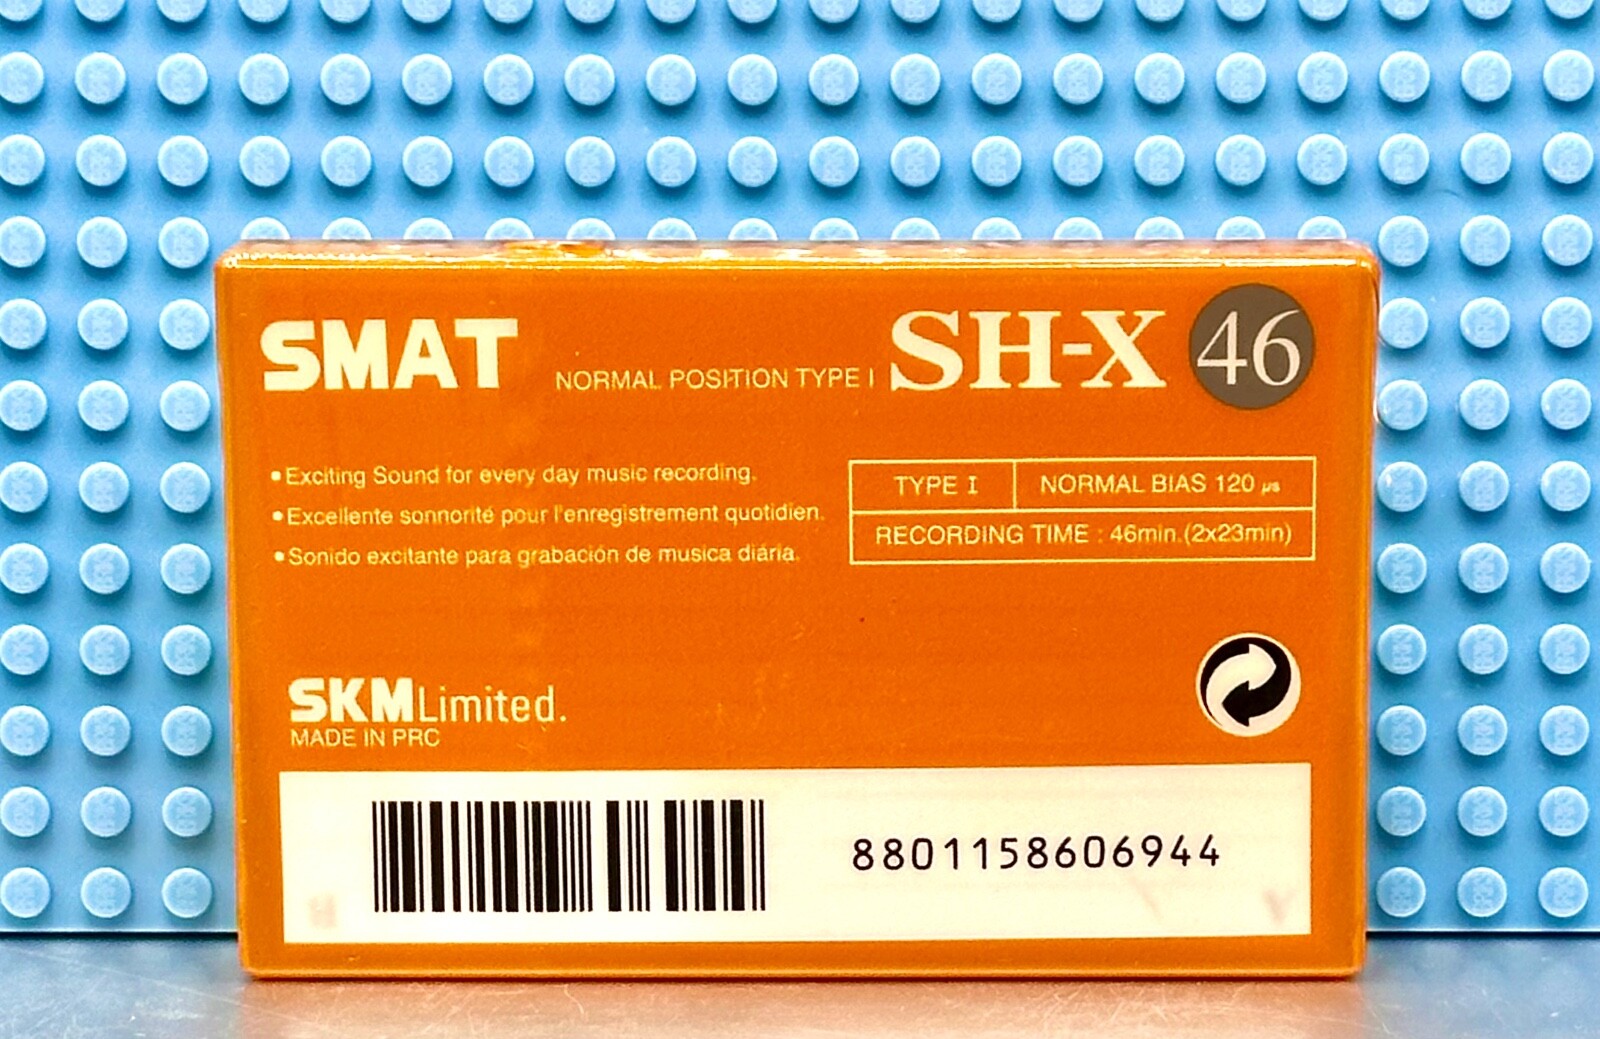 SMAT NORMAL POSITION TYPE I SH-X 46
•Exciting Sound for every day music recording.
•Excellente sonnorité pour l'enregistrement quotidien.
•Sonido excitante para grabación de musica diária.
TYPE I NORMAL BIAS 120 µs
RECORDING TIME : 46min.(2x23min)
SKM Limited.
MADE IN PRC
8801158606944